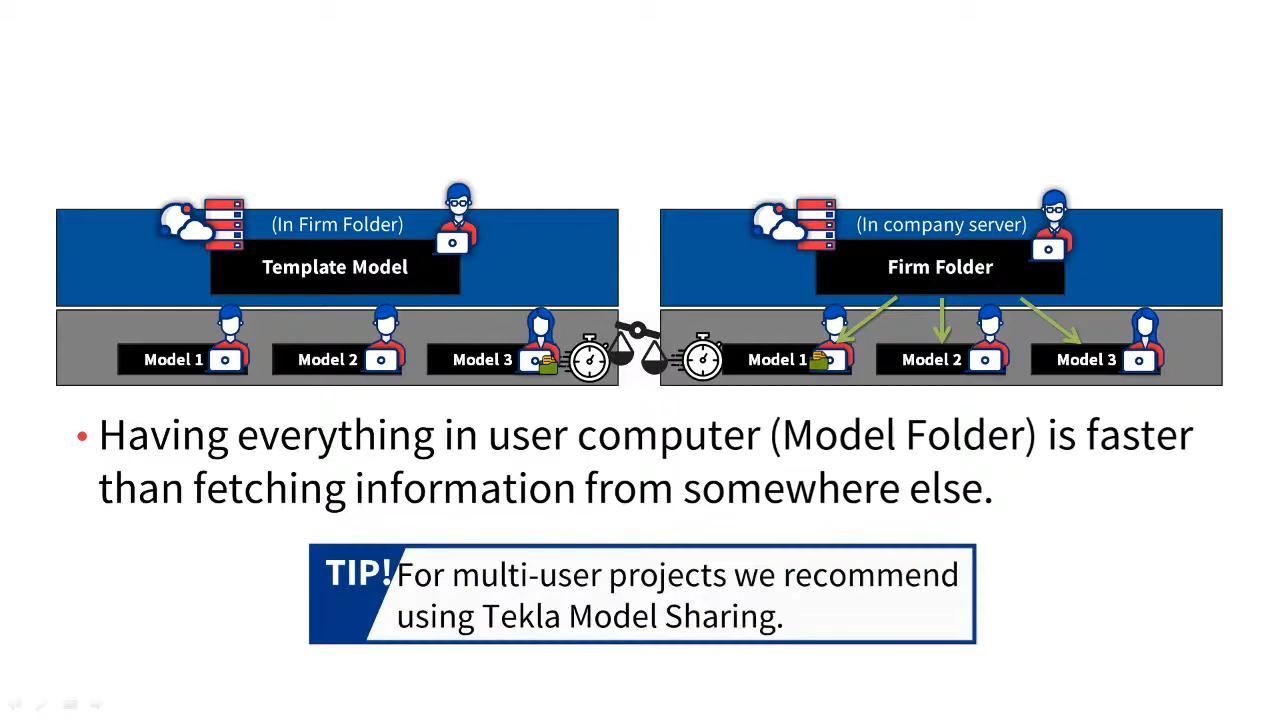 (In Firm Folder)
Template Model
Model 1
Model 2
Model 3
(In company server)
Firm Folder
Model 1
Model 2
Model 3
• Having everything in user computer (Model Folder) is faster
than fetching information from somewhere else.
TIP!
For multi-user projects we recommend
using Tekla Model Sharing.